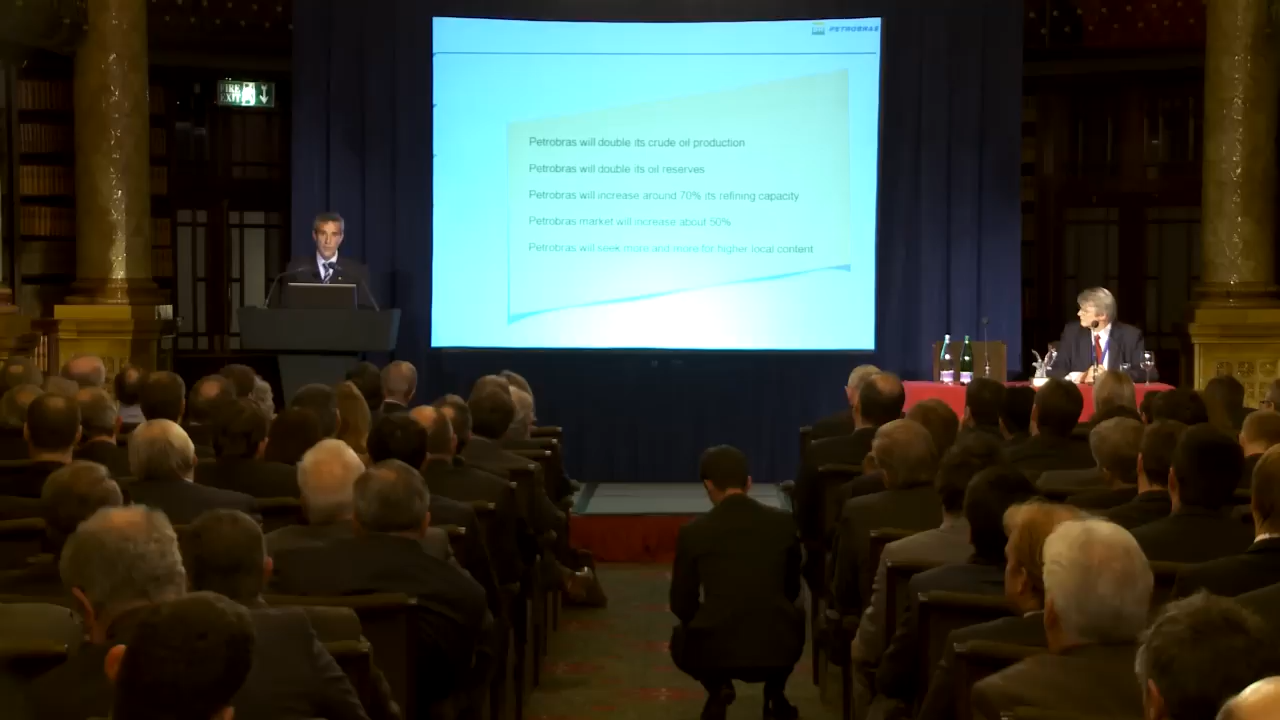 FIRE
EXIT
PETROBRAS
Petrobras will double its crude oil production
Petrobras will double its oil reserves
Petrobras will increase around 70% its refining capacity
Petrobras market will increase about 50%
Petrobras will seek more and more for higher local content